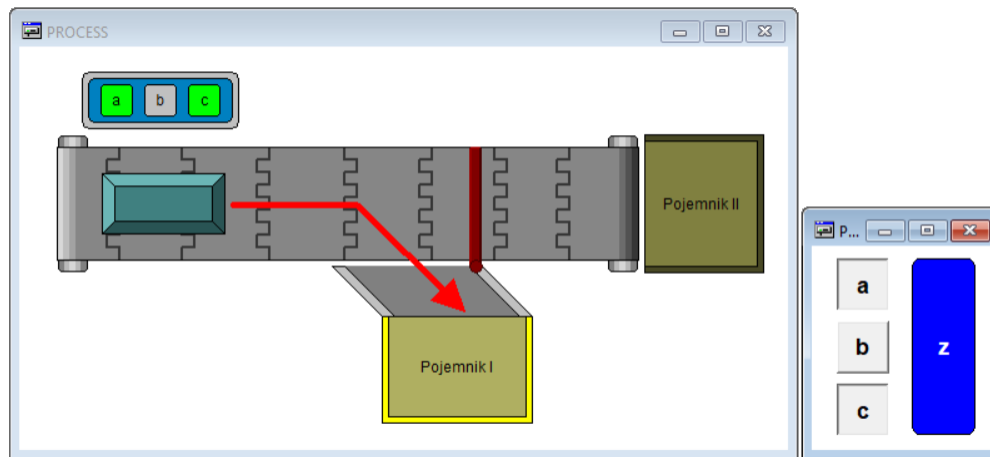 PROCESS
a b c
Pojemnik II
Pojemnik I
P...
a
b
c
z